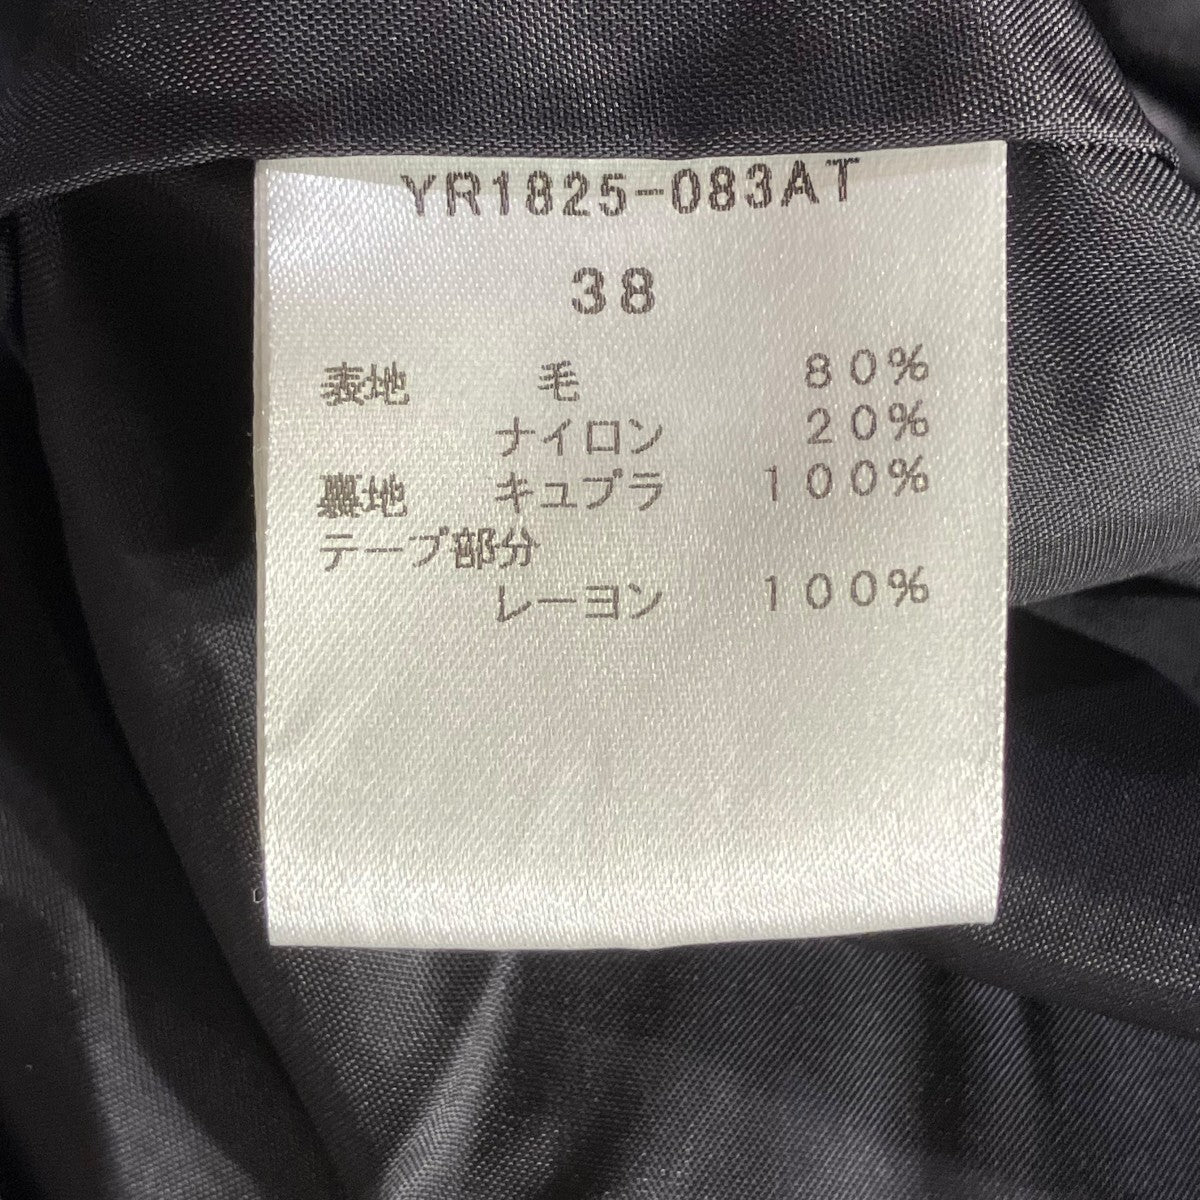 YR1825-083AT
38
表地 毛 80%
ナイロン 20%
裏地 キュプラ 100%
テープ部分
レーヨン 100%